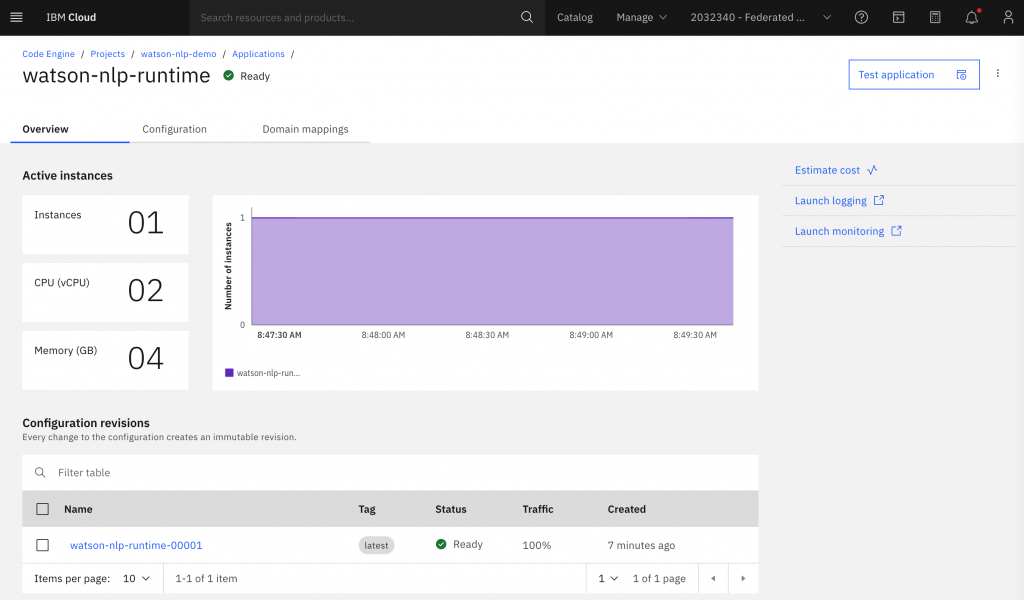 IBM Cloud
Search resources and products...
Catalog
Manage
2032340 - Federated ...
Code Engine / Projects / watson-nlp-demo / Applications /
watson-nlp-runtime
Ready
Test application
Overview
Configuration
Domain mappings
Active instances
Instances
01
CPU (vCPU)
02
Memory (GB)
04
Number of instances
1
0
8:47:30 AM
8:48:00 AM
8:48:30 AM
8:49:00 AM
8:49:30 AM
watson-nlp-run...
Estimate cost
Launch logging
Launch monitoring
Configuration revisions
Every change to the configuration creates an immutable revision.
Filter table
Name Tag Status Traffic Created
watson-nlp-runtime-00001 latest Ready 100% 7 minutes ago
Items per page: 10 1-1 of 1 item 1 1 of 1 page